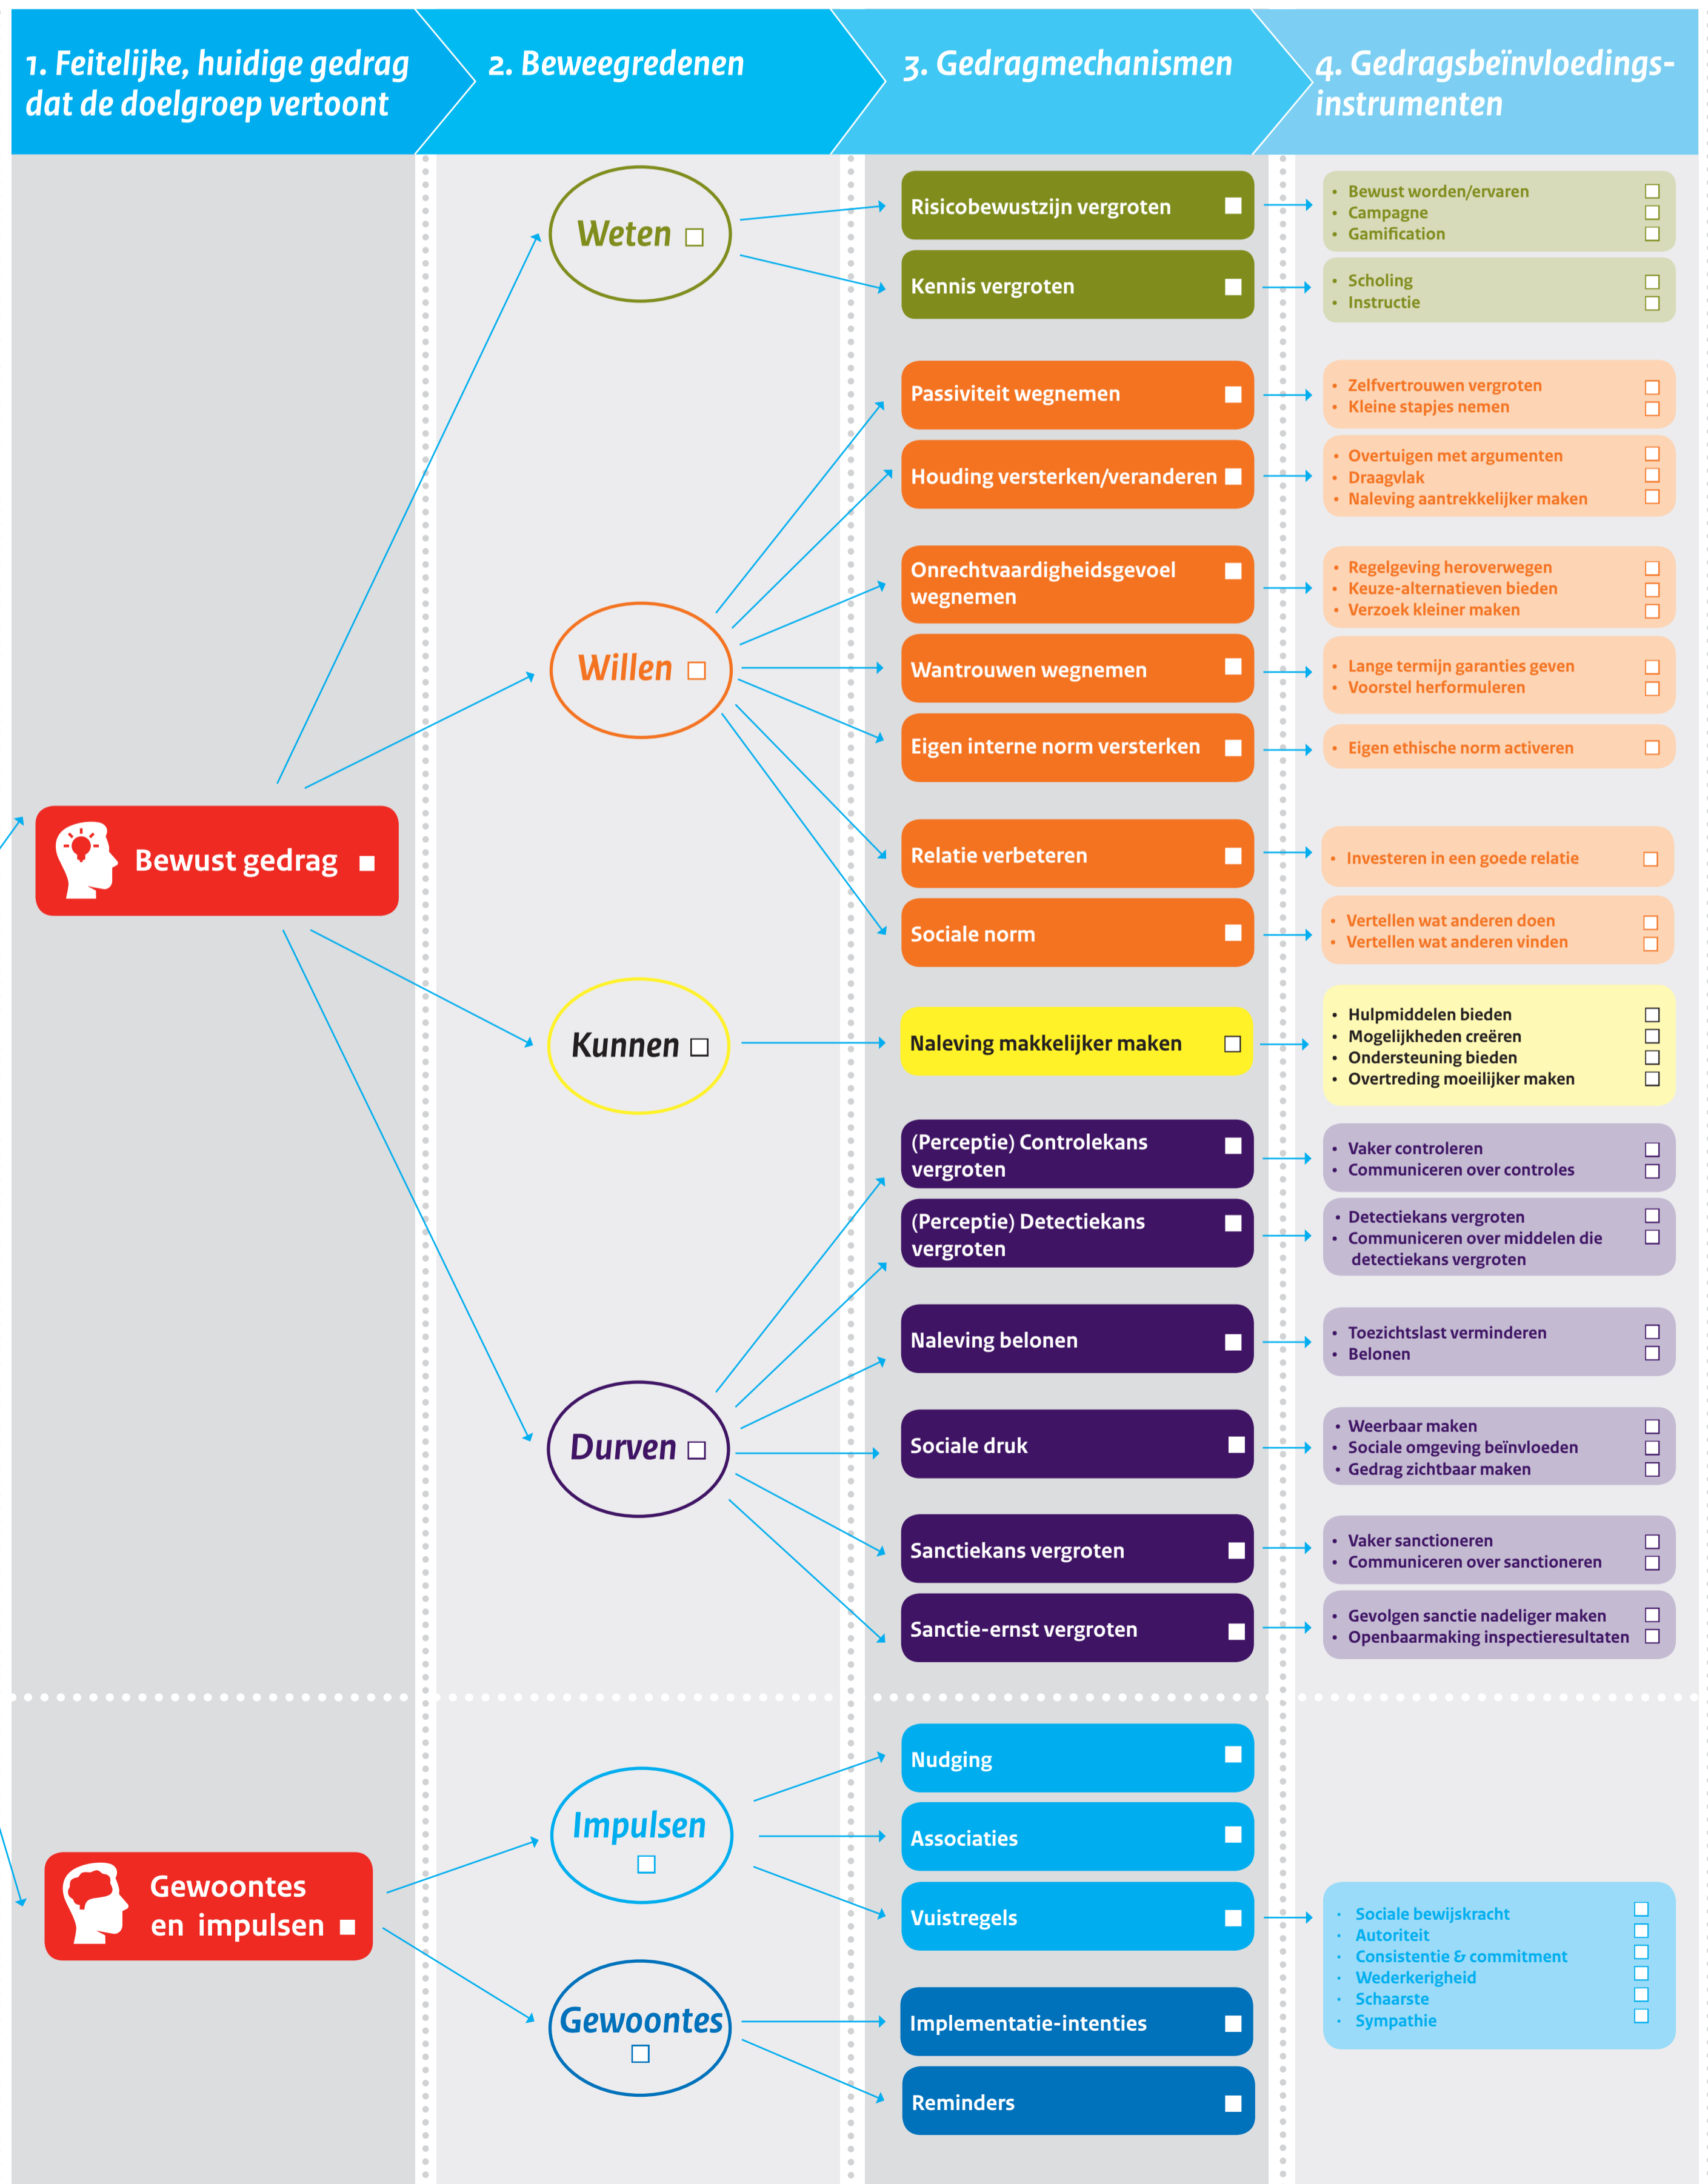 1. Feitelijke, huidige gedrag
dat de doelgroep vertoont
2. Beweegredenen
3. Gedragmechanismen
4. Gedragsbeïnvloedings-
instrumenten
Bewust gedrag
Weten
Risicobewustzijn vergroten
• Bewust worden/ervaren
• Campagne
• Gamification
Kennis vergroten
• Scholing
• Instructie
Willen
Passiviteit wegnemen
• Zelfvertrouwen vergroten
• Kleine stapjes nemen
Houding versterken/veranderen
• Overtuigen met argumenten
• Draagvlak
• Naleving aantrekkelijker maken
Onrechtvaardigheidsgevoel
wegnemen
• Regelgeving heroverwegen
• Keuze-alternatieven bieden
• Verzoek kleiner maken
Wantrouwen wegnemen
• Lange termijn garanties geven
• Voorstel herformuleren
Eigen interne norm versterken
• Eigen ethische norm activeren
Relatie verbeteren
• Investeren in een goede relatie
Sociale norm
• Vertellen wat anderen doen
• Vertellen wat anderen vinden
Kunnen
Naleving makkelijker maken
• Hulpmiddelen bieden
• Mogelijkheden creëren
• Ondersteuning bieden
• Overtreding moeilijker maken
Durven
(Perceptie) Controlekans
vergroten
• Vaker controleren
• Communiceren over controles
(Perceptie) Detectiekans
vergroten
• Detectiekans vergroten
• Communiceren over middelen die
detectiekans vergroten
Naleving belonen
• Toezichtslast verminderen
• Belonen
Sociale druk
• Weerbaar maken
• Sociale omgeving beïnvloeden
• Gedrag zichtbaar maken
Sanctiekans vergroten
• Vaker sanctioneren
• Communiceren over sanctioneren
Sanctie-ernst vergroten
• Gevolgen sanctie nadeliger maken
• Openbaarmaking inspectieresultaten
Gewoontes
en impulsen
Impulsen
Nudging
Associaties
Vuistregels
· Sociale bewijskracht
· Autoriteit
· Consistentie & commitment
· Wederkerigheid
· Schaarste
· Sympathie
Gewoontes
Implementatie-intenties
Reminders